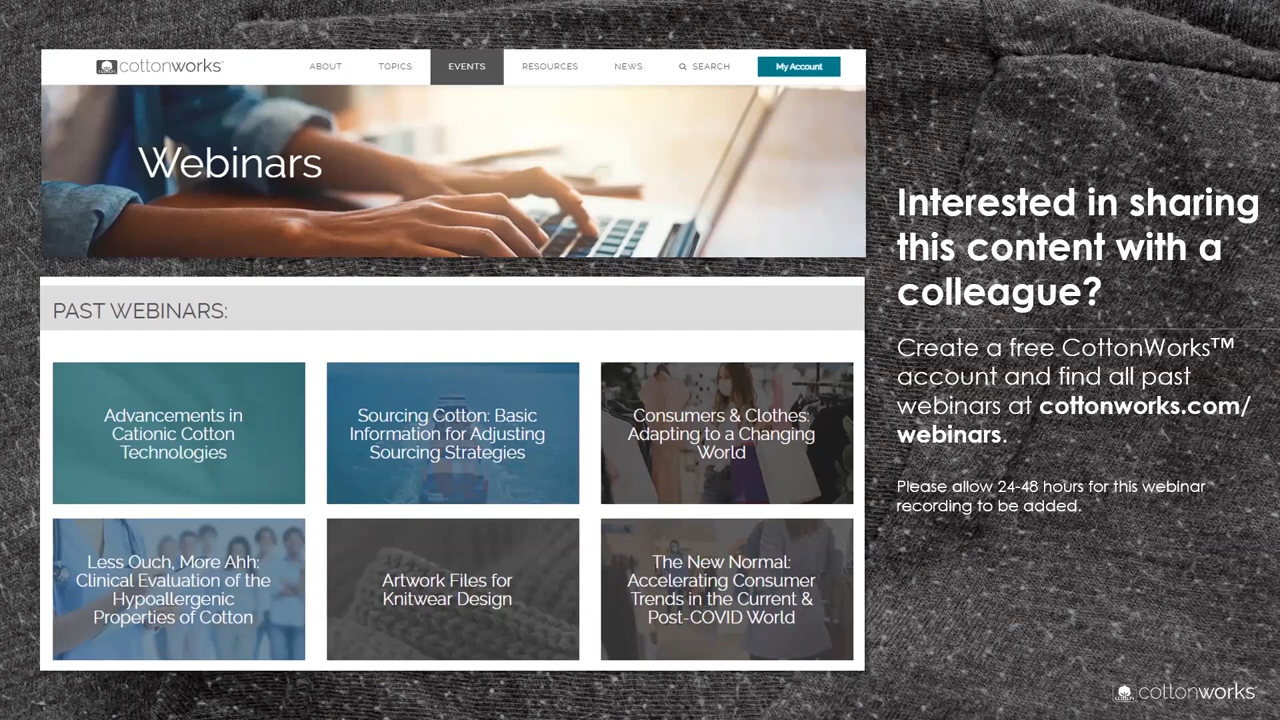 cottonworks™
ABOUT
TOPICS
EVENTS
RESOURCES
NEWS
SEARCH
My Account
Webinars
PAST WEBINARS:
Advancements in
Cationic Cotton
Technologies
Sourcing Cotton: Basic
Information for Adjusting
Sourcing Strategies
Consumers & Clothes:
Adapting to a Changing
World
Less Ouch, More Ahh:
Clinical Evaluation of the
Hypoallergenic
Properties of Cotton
Artwork Files for
Knitwear Design
The New Normal:
Accelerating Consumer
Trends in the Current &
Post-COVID World
Interested in sharing
this content with a
colleague?
Create a free CottonWorks™
account and find all past
webinars at cottonworks.com/
webinars.
Please allow 24-48 hours for this webinar
recording to be added.
cottonworks™